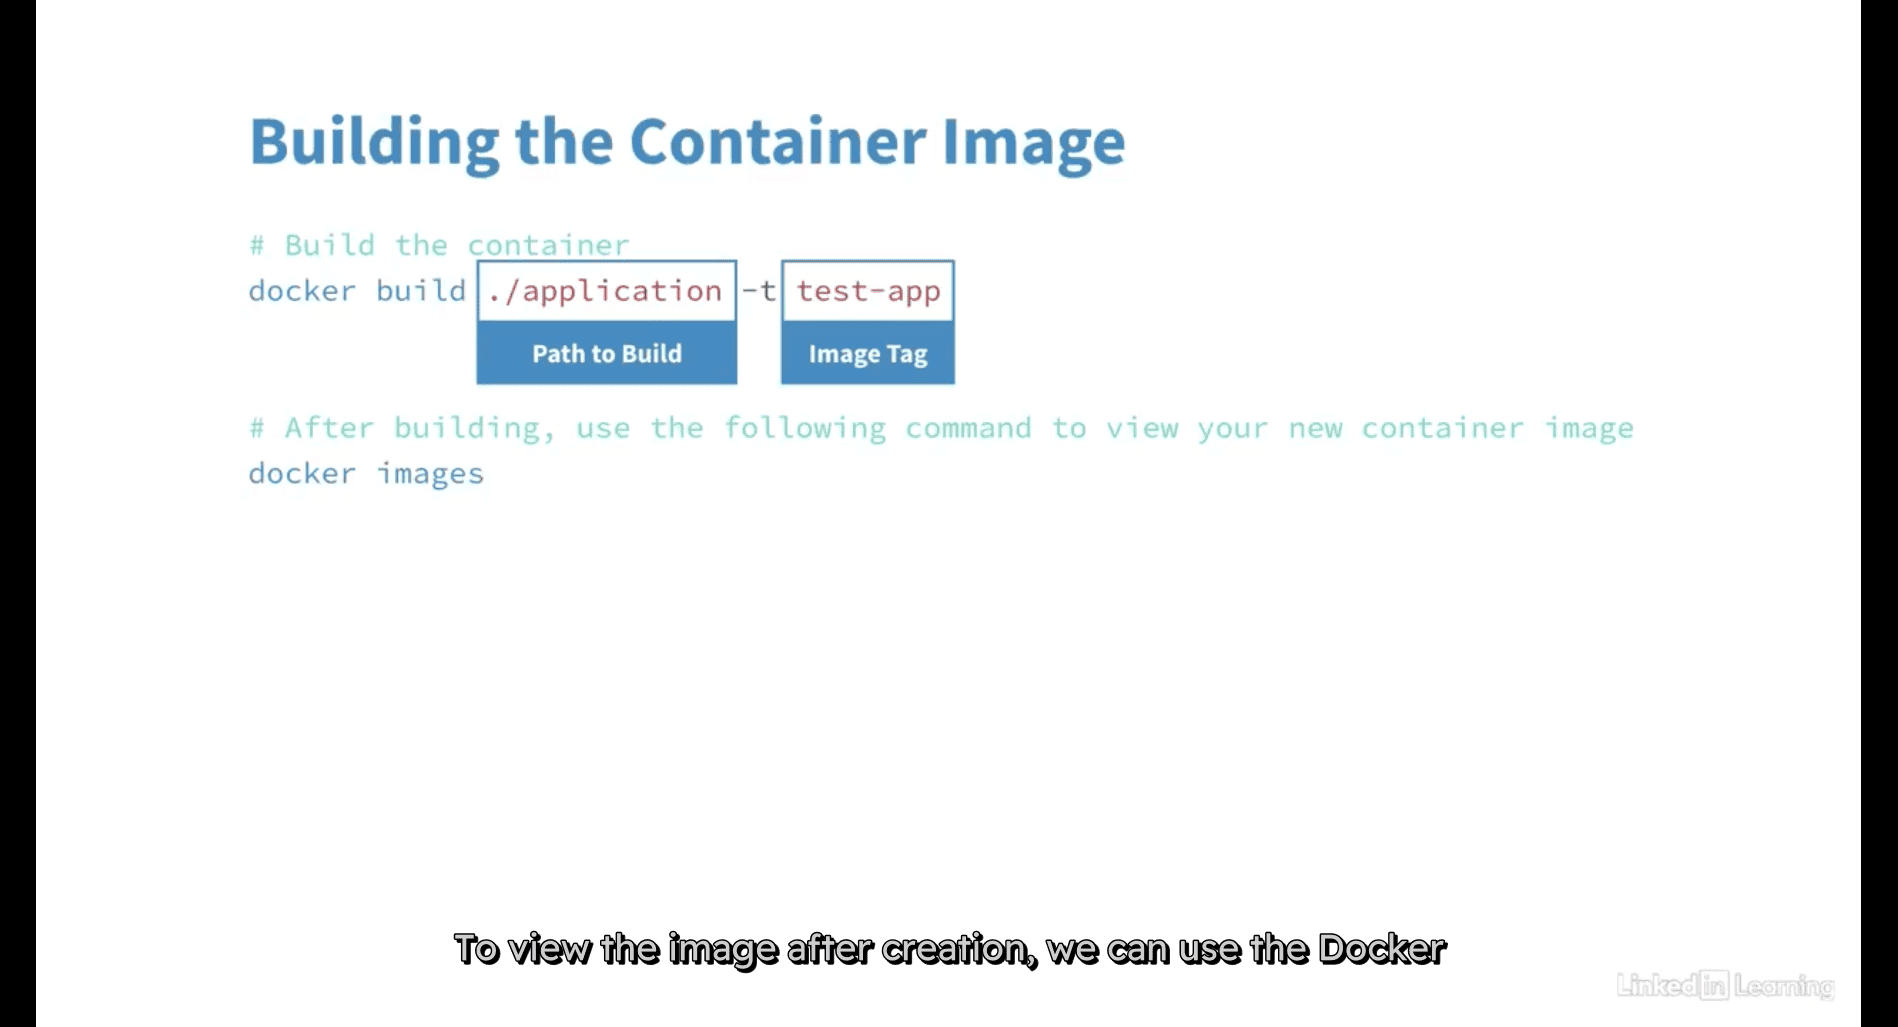 Building the Container Image
# Build the container
docker build ./application -t test-app
Path to Build Image Tag
# After building, use the following command to view your new container image
docker images
To view the image after creation, we can use the Docker
Linked in Learning